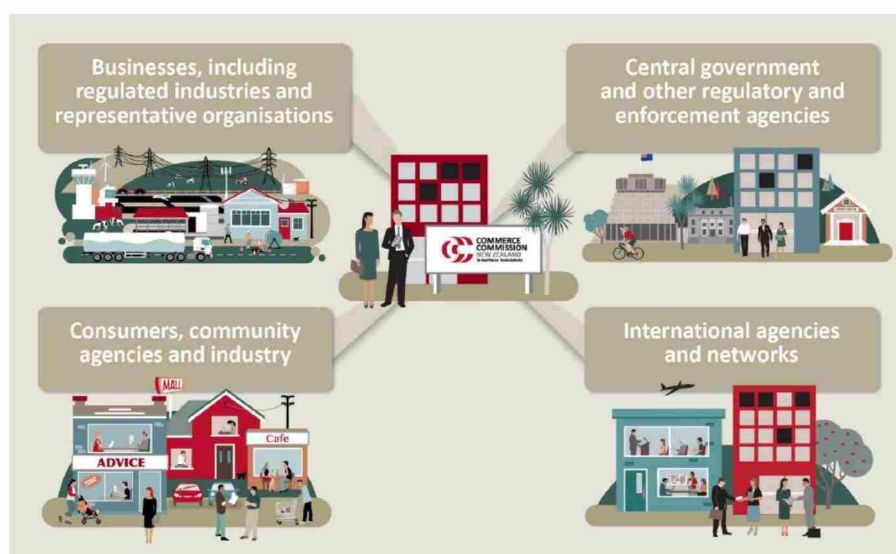 Businesses, including
regulated industries and
representative organisations
Central government
and other regulatory and
enforcement agencies
COMMERCE
COMMISSION
NEW ZEALAND
Consumers, community
agencies and industry
International agencies
and networks
MALL
Cafe
ADVICE